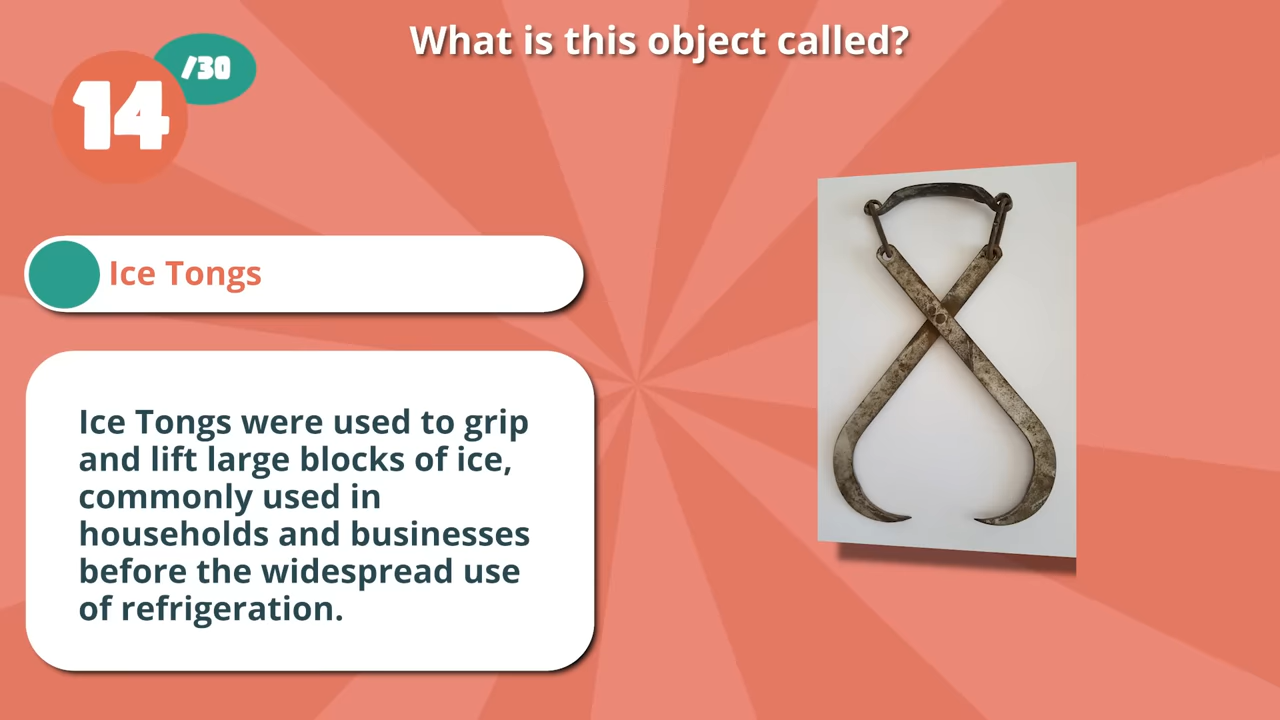 What is this object called?
14
/30
Ice Tongs
Ice Tongs were used to grip
and lift large blocks of ice,
commonly used in
households and businesses
before the widespread use
of refrigeration.